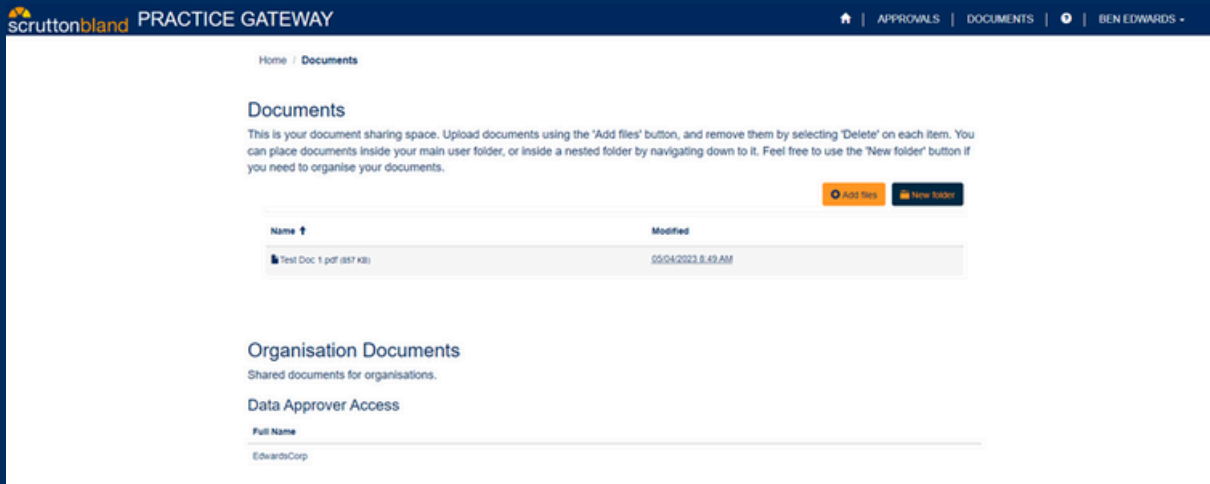 scruttonbland PRACTICE GATEWAY
APPROVALS | DOCUMENTS | ? | BEN EDWARDS
Home / Documents
Documents
This is your document sharing space. Upload documents using the 'Add files' button, and remove them by selecting 'Delete' on each item. You
can place documents inside your main user folder, or inside a nested folder by navigating down to it. Feel free to use the 'New folder' button if
you need to organise your documents.
Add files New folder
Name Modified
Test Doc 1.pdf (857 KB) 05/04/2023 8:49 AM
Organisation Documents
Shared documents for organisations.
Data Approver Access
Full Name
EdwardsCorp